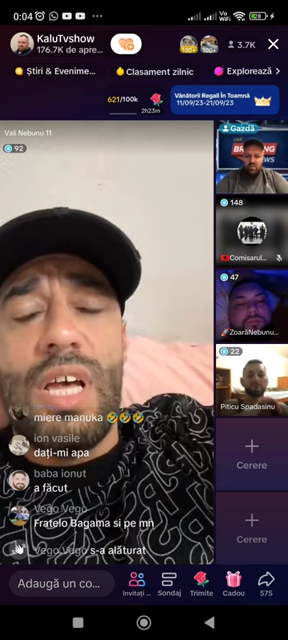 0:04
28
KaluTvshow
176.7K de apre...
3.7K
Știri & Evenime...
Clasament zilnic
Explorează
621/100k
2h23m
Vânătorii Regali În Toamnă
11/09/23-21/09/23
Vali Nebunu 11
92
Gazdă
BREAKING
NEWS
148
Comisarul...
47
ZoarăNebunu...
22
Piticu Spadasinu
miere manuka 🤣🤣🤣
ion vasile
dați-mi apa
baba ionut
a făcut
Vego Vego
Fratelo Bagama si pe mn
Vego Vego s-a alăturat
Cerere
Cerere
Adaugă un co...
Invitați ...
Sondaj
Trimite
Cadou
575